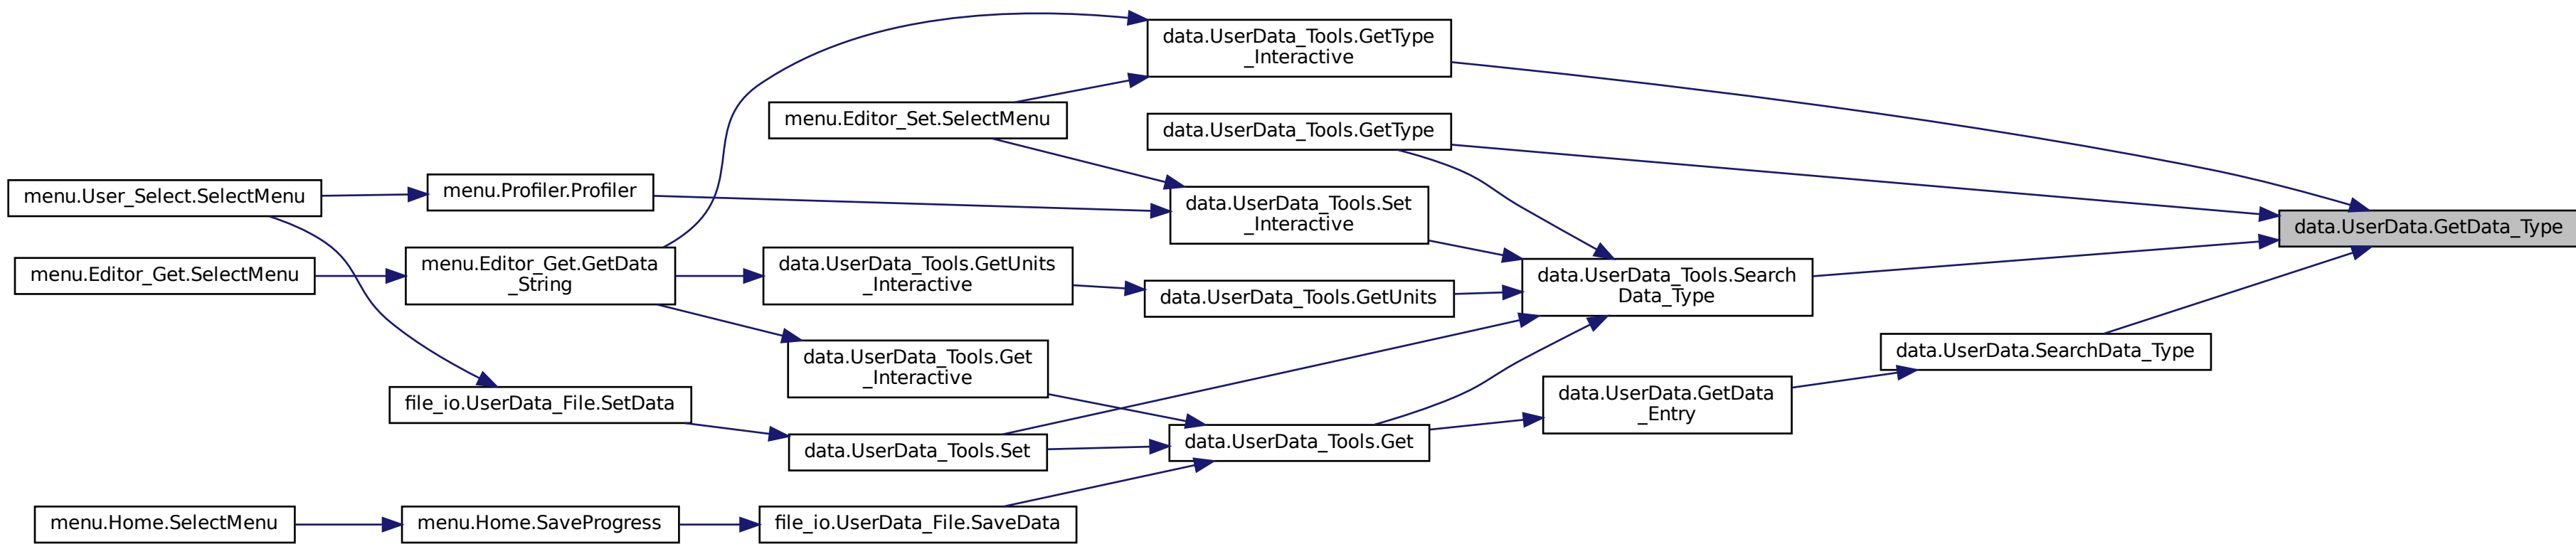 data.UserData_Tools.GetType
_Interactive
menu.Editor_Set.SelectMenu
data.UserData_Tools.GetType
menu.User_Select.SelectMenu
menu.Profiler.Profiler
data.UserData_Tools.Set
_Interactive
data.UserData.GetData_Type
menu.Editor_Get.SelectMenu
menu.Editor_Get.GetData
_String
data.UserData_Tools.GetUnits
_Interactive
data.UserData_Tools.GetUnits
data.UserData_Tools.Search
Data_Type
data.UserData_Tools.Get
_Interactive
data.UserData.SearchData_Type
file_io.UserData_File.SetData
data.UserData.GetData
_Entry
data.UserData_Tools.Set
data.UserData_Tools.Get
menu.Home.SelectMenu
menu.Home.SaveProgress
file_io.UserData_File.SaveData